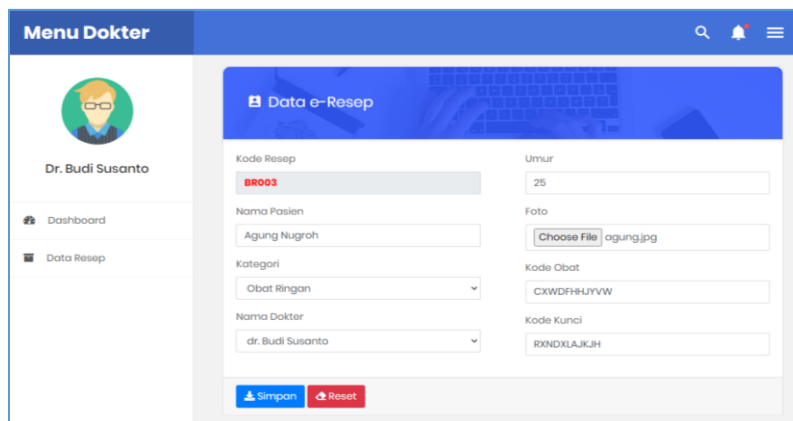 Menu Dokter
Dr. Budi Susanto
Dashboard
Data Resep
Data e-Resep
Kode Resep
BR003
Nama Pasien
Agung Nugroh
Kategori
Obat Ringan
Nama Dokter
dr. Budi Susanto
Umur
25
Foto
Choose File agung.jpg
Kode Obat
CXWDFHHJYVW
Kode Kunci
RXNDXLAJKJH
Simpan
Reset